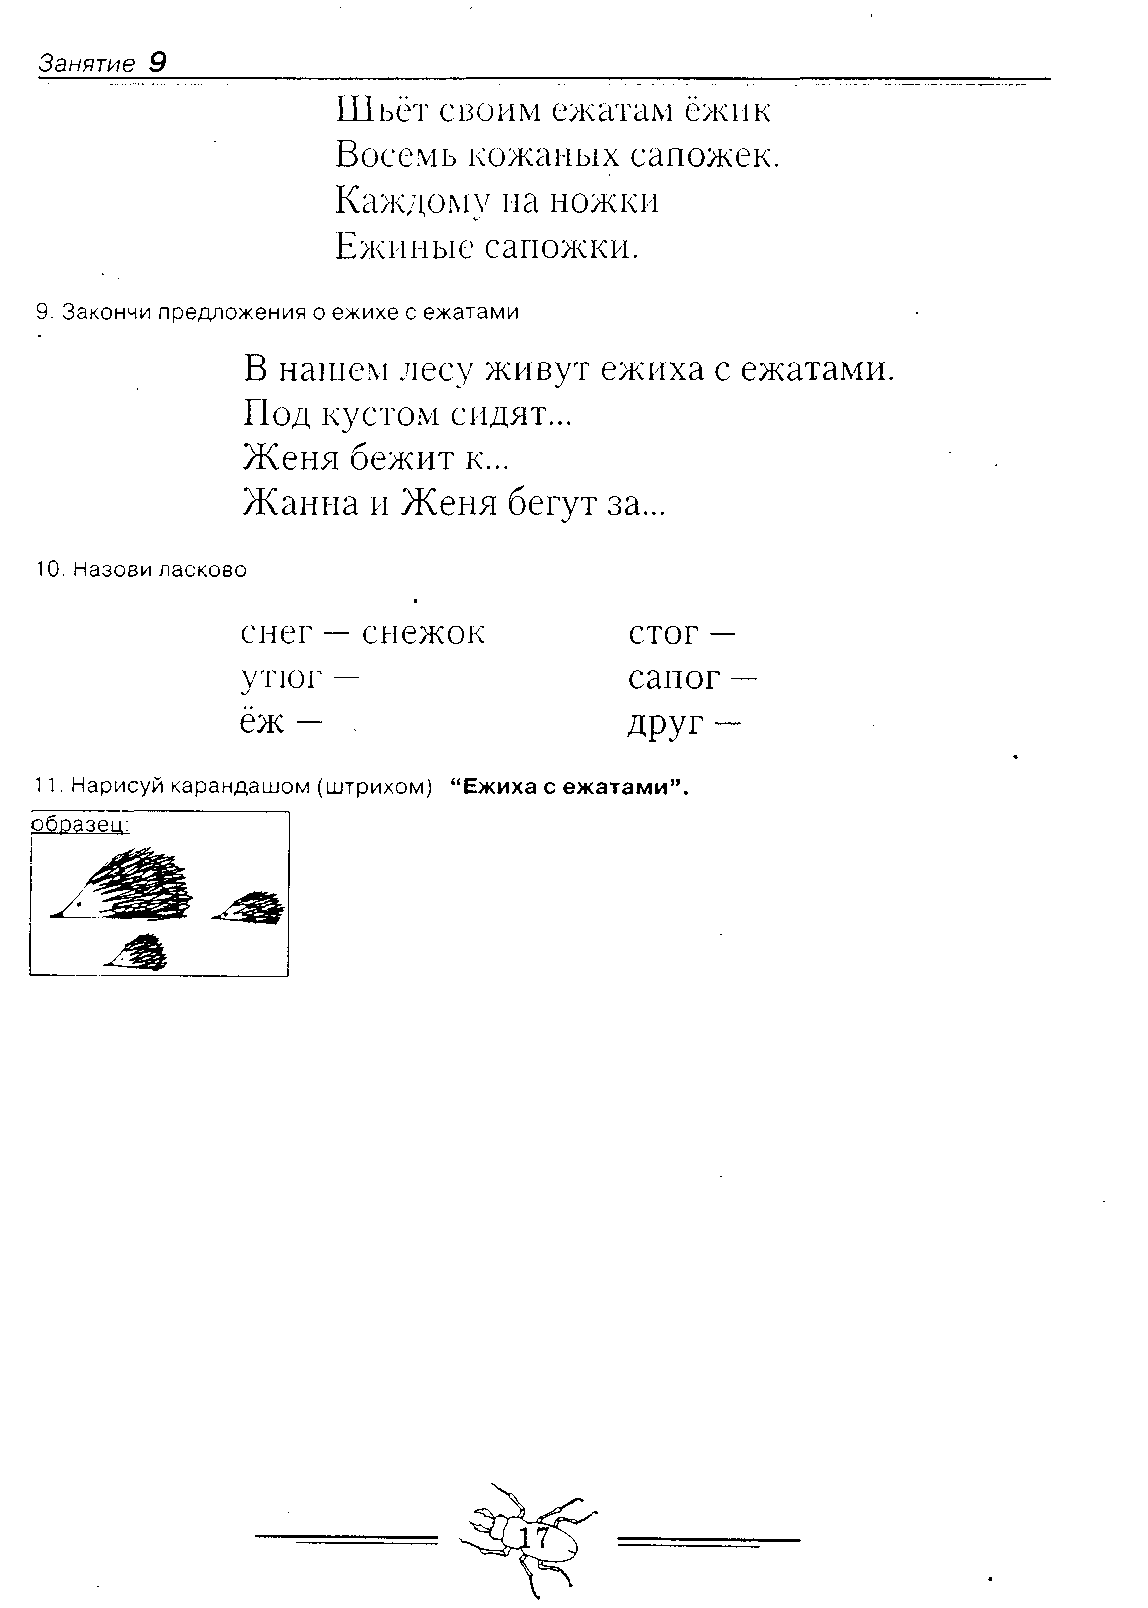 Занятие 9
Шьёт своим ежатам ёжик
Восемь кожаных сапожек.
Каждому на ножки
Ежиные сапожки.
9. Закончи предложения о ежихе с ежатами
В нашем лесу живут ежиха с ежатами.
Под кустом сидят...
Женя бежит к...
Жанна и Женя бегут за...
10. Назови ласково
снег — снежок стог —
утюг — сапог —
ёж — друг —
11. Нарисуй карандашом (штрихом) “Ежиха с ежатами”.
образец:
17